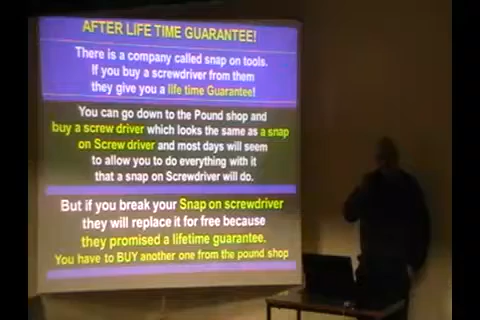 AFTER LIFE TIME GUARANTEE!
There is a company called snap on tools.
If you buy a screwdriver from them
they give you a life time Guarantee!
You can go down to the Pound shop and
buy a screw driver which looks the same as a snap
on Screw driver and most days will seem
to allow you to do everything with it
that a snap on Screwdriver will do.
But if you break your Snap on screwdriver
they will replace it for free because
they promised a lifetime guarantee.
You have to BUY another one from the pound shop